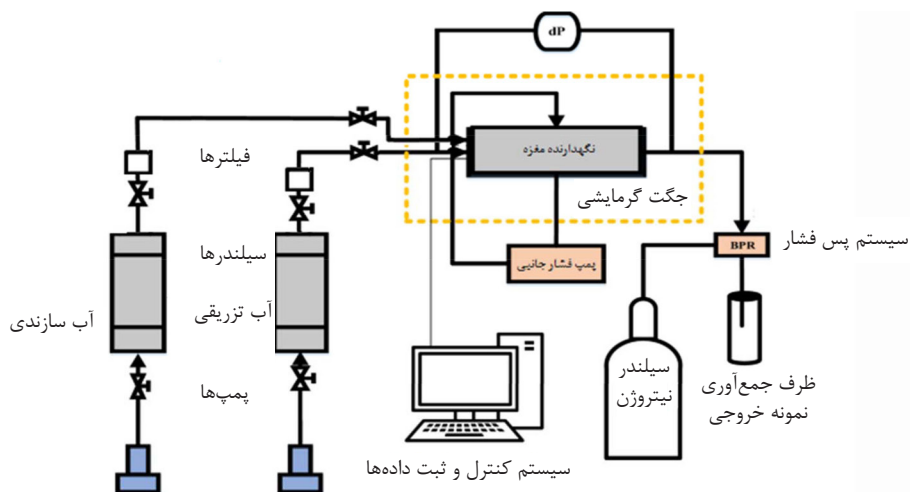 dP
نگهدارنده مغزه
جگت گرمایشی
فیلترها
سیستم پس فشار
BPR
پمپ فشار جانبی
سیلندرها
آب تزریقی
آب سازندی
سیلندر
نیتروژن
ظرف جمع‌آوری
نمونه خروجی
پمپ‌ها
سیستم کنترل و ثبت داده‌ها